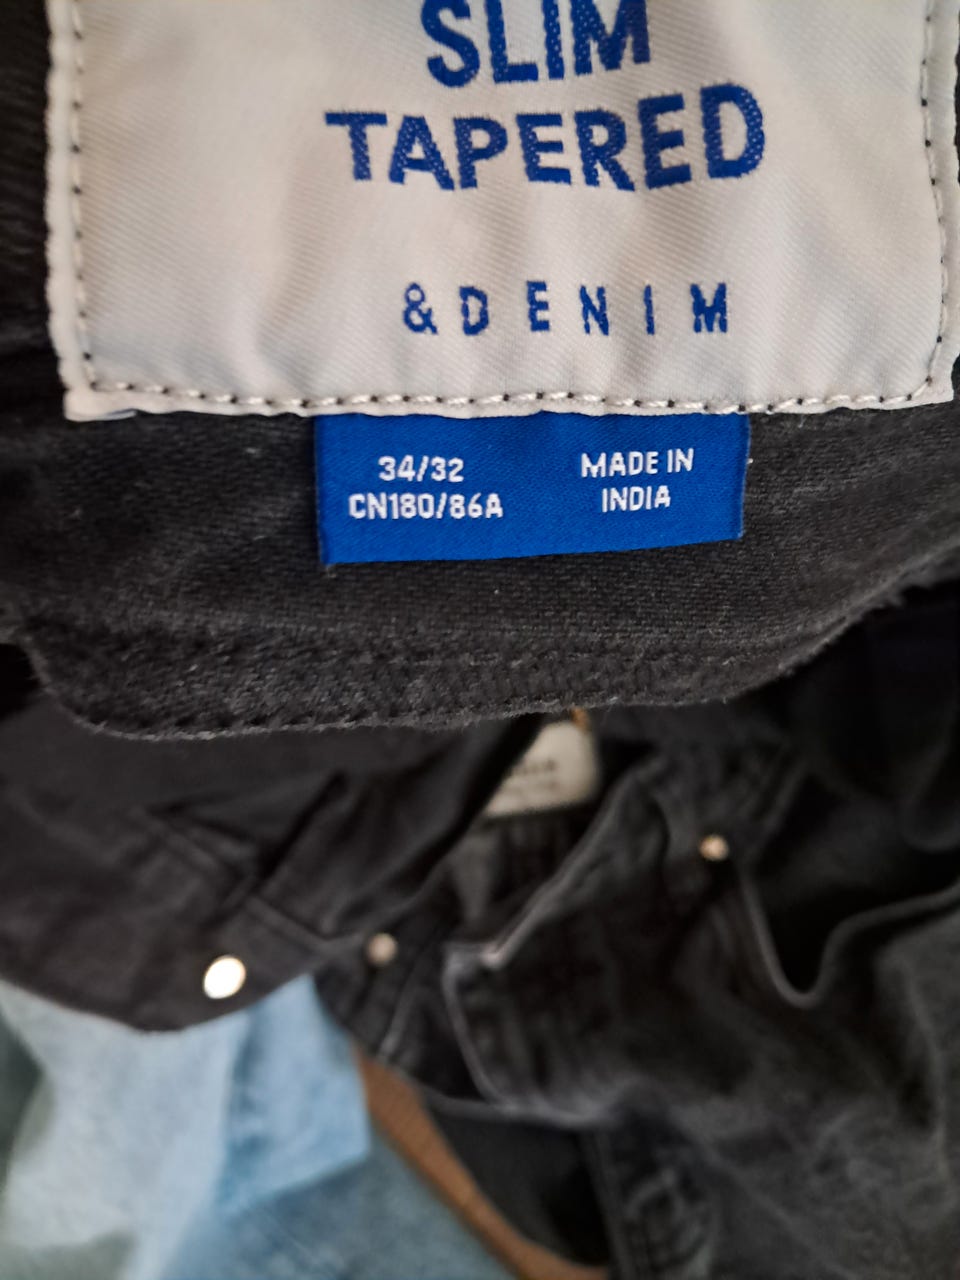 SLIM
TAPERED
&DENIM
34/32
CN180/86A
MADE IN
INDIA